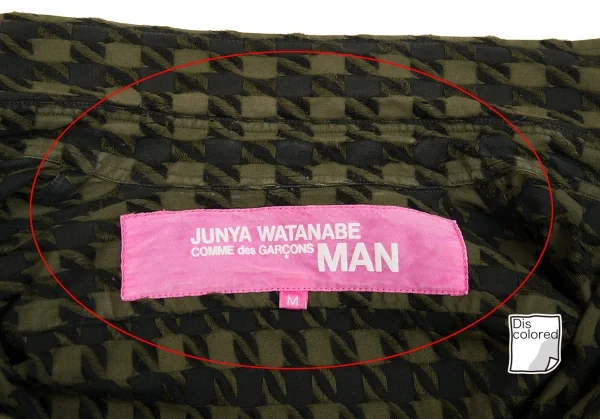 JUNYA WATANABE
COMME des GARÇONS MAN
M
Dis
colored